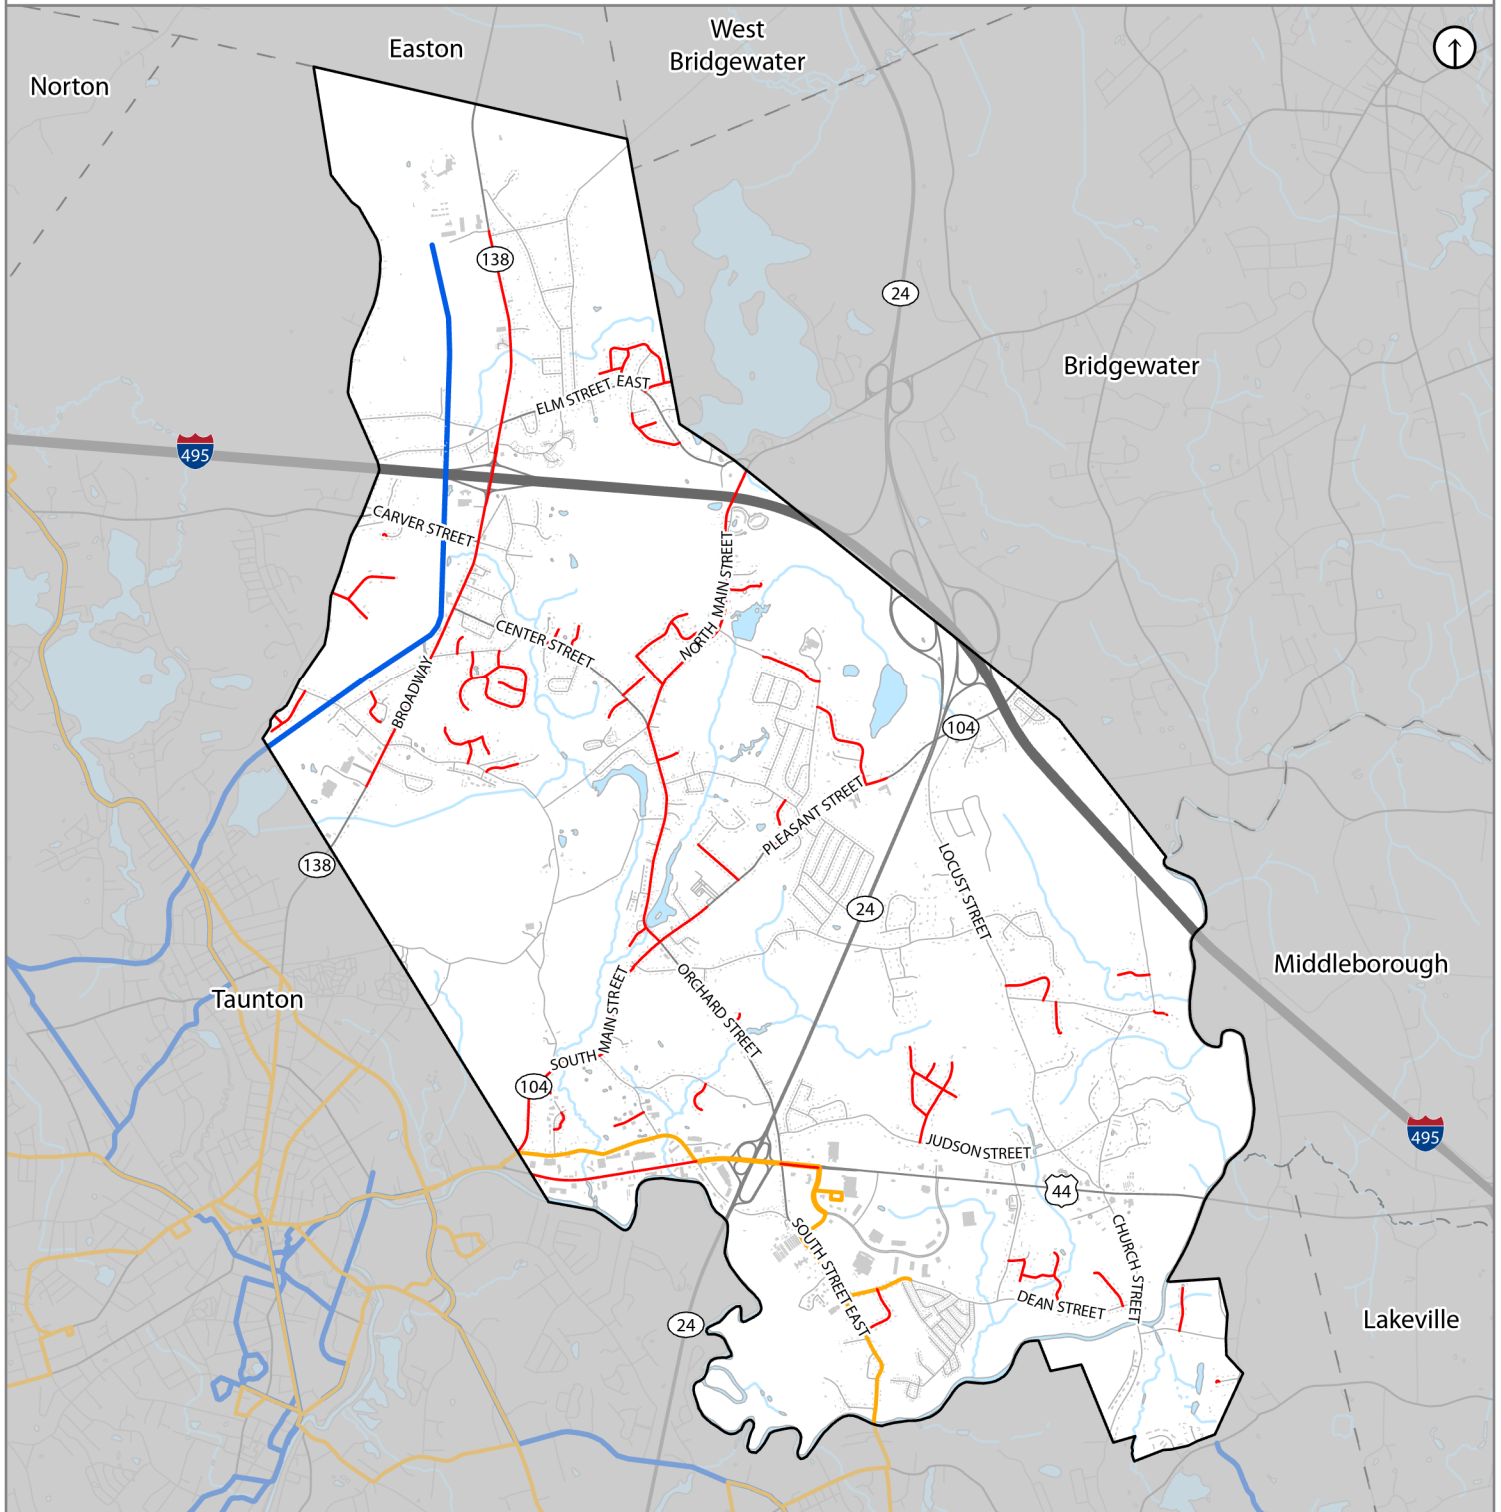 West
Bridgewater
Easton
Norton
138
24
Bridgewater
ELM STREET EAST
495
CARVER STREET
NORTH MAIN STREET
CENTER STREET
BROADWAY
104
PLEASANT STREET
138
LOCUST STREET
24
Middleborough
Taunton
ORCHARD STREET
SOUTH MAIN STREET
104
495
JUDSON STREET
44
CHURCH STREET
SOUTH STREET EAST
DEAN STREET
24
Lakeville